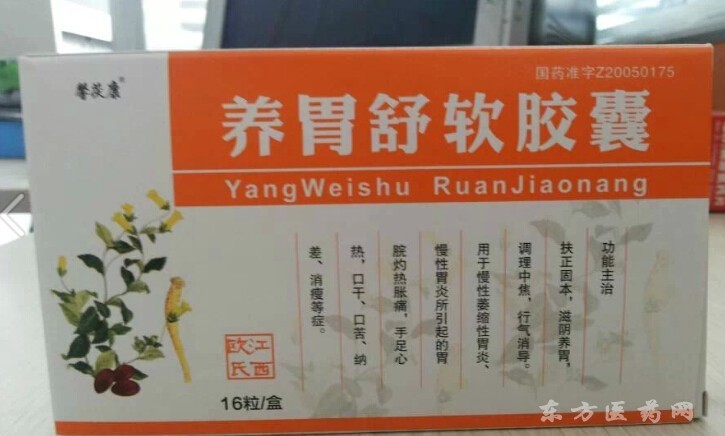 馨莰康®
国药准字Z20050175
养胃舒软胶囊
YangWeishu RuanJiaonang
功能主治
扶正固本，滋阴养胃，
调理中焦，行气消导。
用于慢性萎缩性胃炎、
慢性胃炎所引起的胃
脘灼热胀痛，手足心
热，口干、口苦、纳
差、消瘦等症。
江西
欧氏
16粒/盒
东方医药网